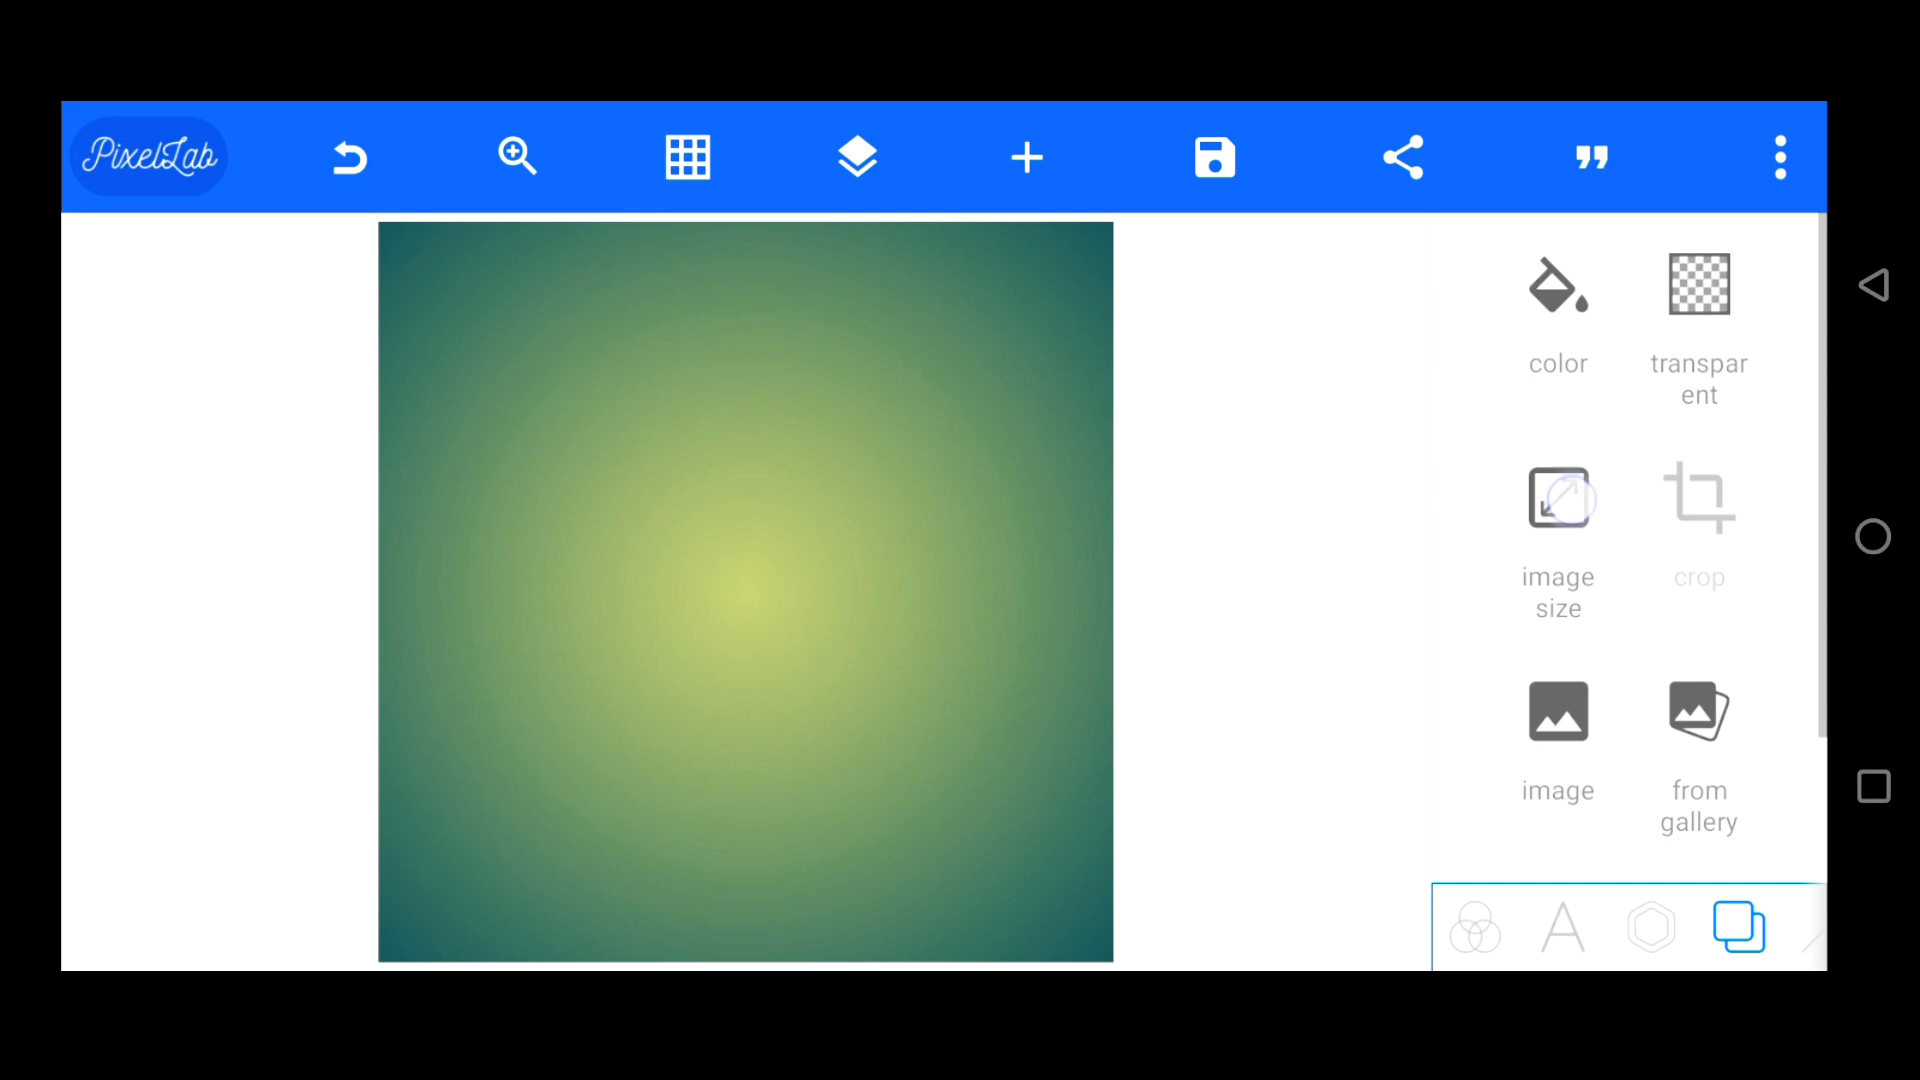 PixelLab
color
transpar
ent
image
size
crop
image
from
gallery